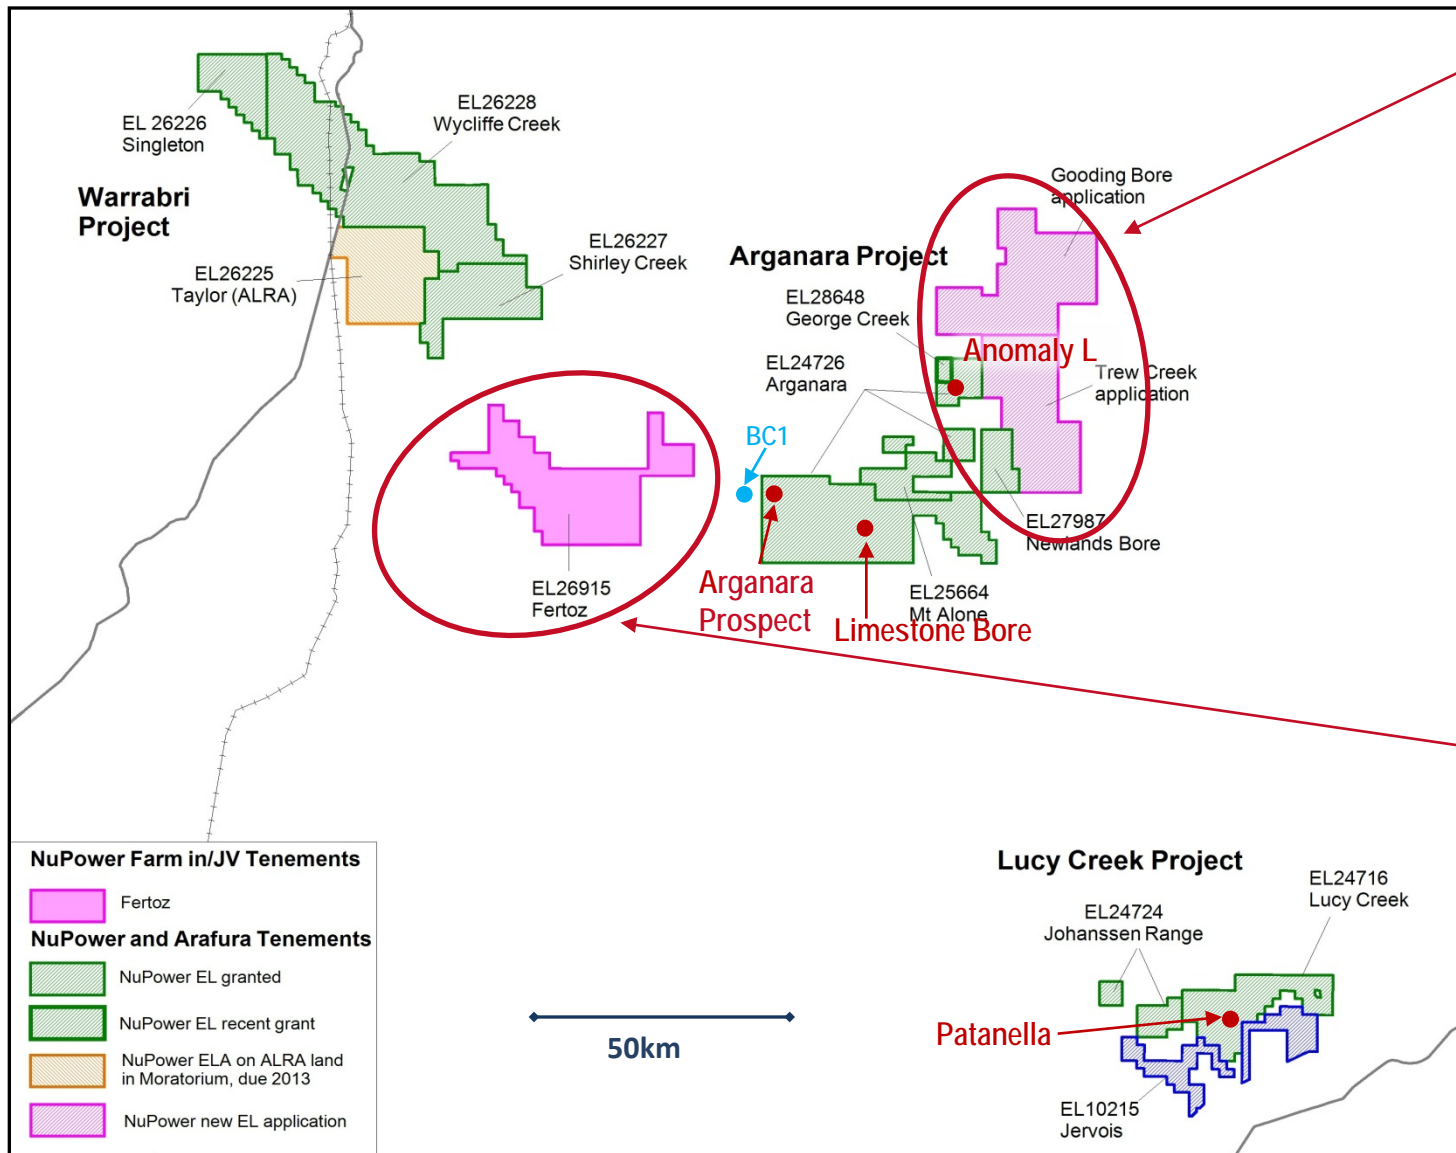 EL 26226
Singleton
EL26228
Wycliffe Creek
Warrabri
Project
EL26227
Shirley Creek
EL26225
Taylor (ALRA)
Gooding Bore
application
Arganara Project
EL28648
George Creek
Anomaly L
EL24726
Arganara
Trew Creek
application
BC1
EL27987
Newlands Bore
EL26915
Fertoz
Arganara
Prospect
EL25664
Mt Alone
Limestone Bore
NuPower Farm in/JV Tenements
Fertoz
NuPower and Arafura Tenements
NuPower EL granted
NuPower EL recent grant
NuPower ELA on ALRA land
in Moratorium, due 2013
NuPower new EL application
50km
Lucy Creek Project
EL24716
Lucy Creek
EL24724
Johanssen Range
Patanella
EL10215
Jervois